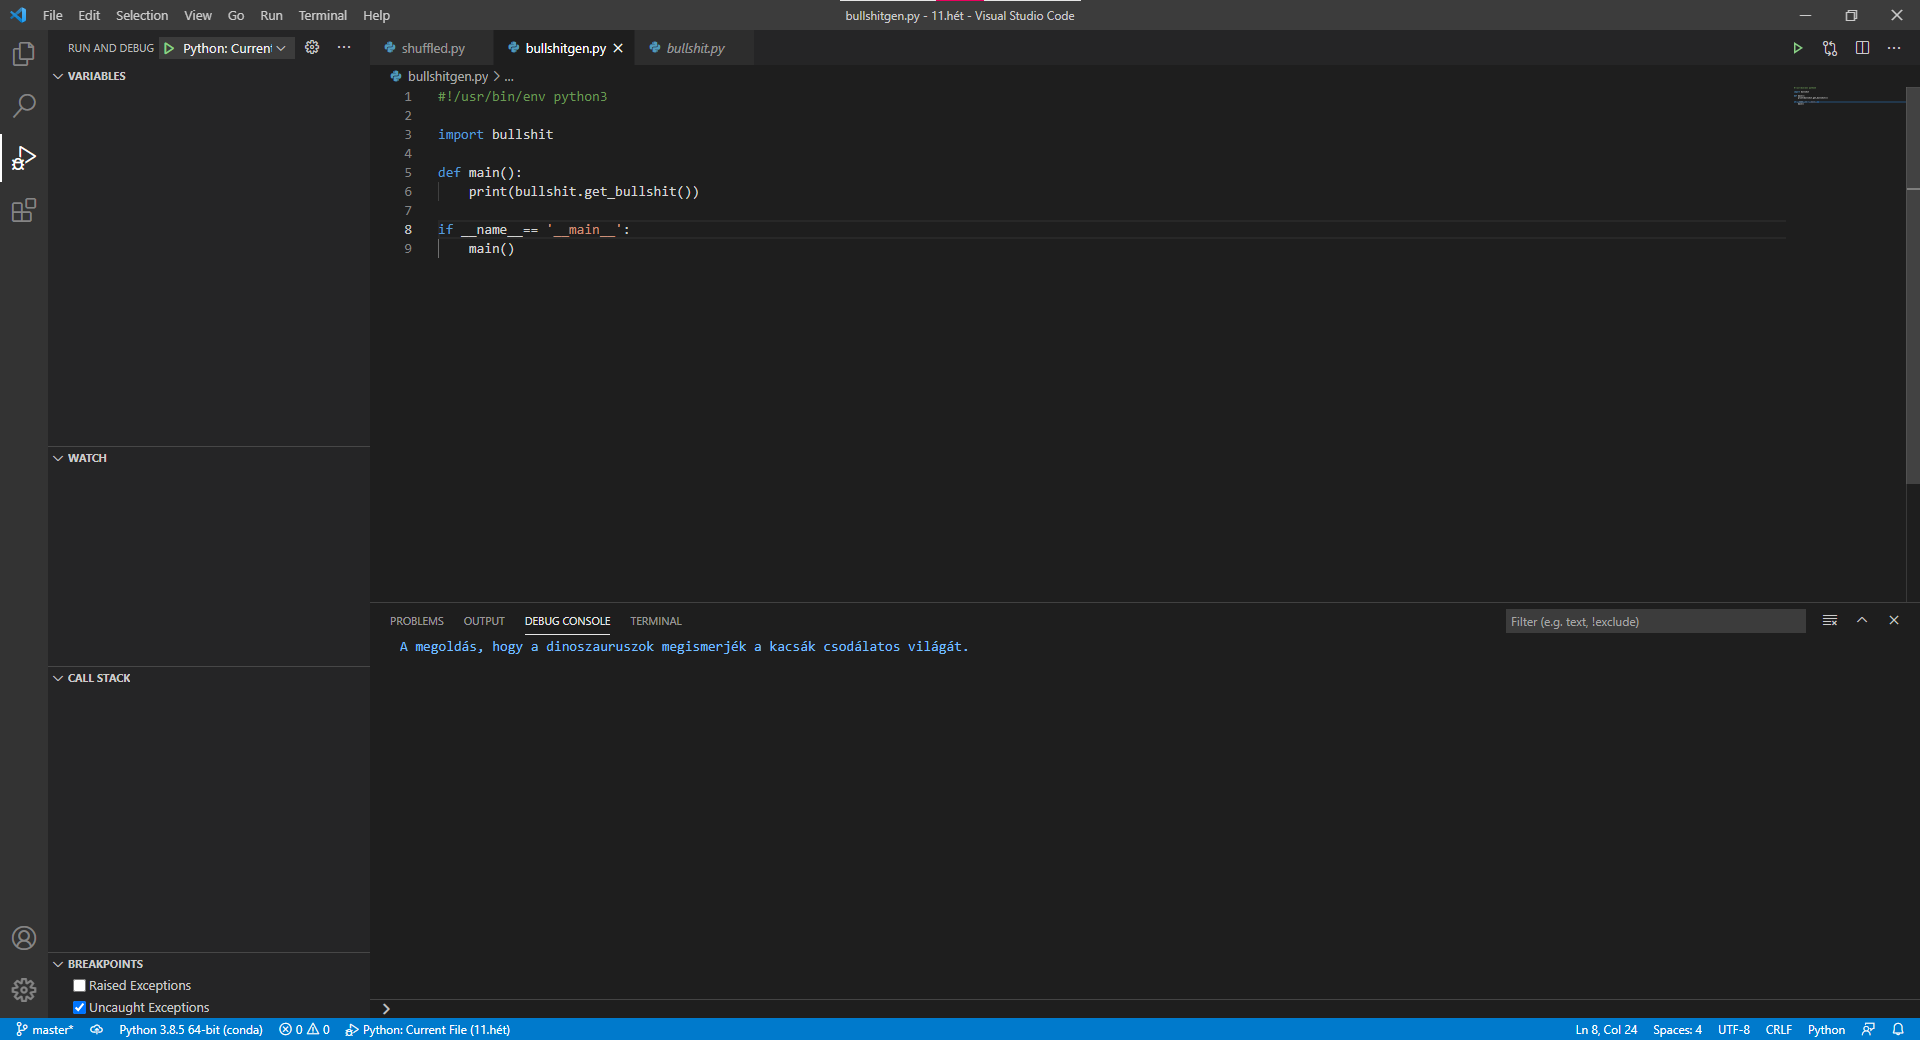 File Edit Selection View Go Run Terminal Help
bullshitgen.py - 11.hét - Visual Studio Code
RUN AND DEBUG Python: Current
shuffled.py bullshitgen.py bullshit.py
VARIABLES
bullshitgen.py > ...
1 #!/usr/bin/env python3
2
3 import bullshit
4
5 def main():
6 print(bullshit.get_bullshit())
7
8 if __name__== '__main__':
9 main()
WATCH
CALL STACK
BREAKPOINTS
Raised Exceptions
Uncaught Exceptions
PROBLEMS OUTPUT DEBUG CONSOLE TERMINAL
Filter (e.g. text, !exclude)
A megoldás, hogy a dinoszauruszok megismerjék a kacsák csodálatos világát.
master* Python 3.8.5 64-bit (conda) 0 0 Python: Current File (11.hét)
Ln 8, Col 24 Spaces: 4 UTF-8 CRLF Python